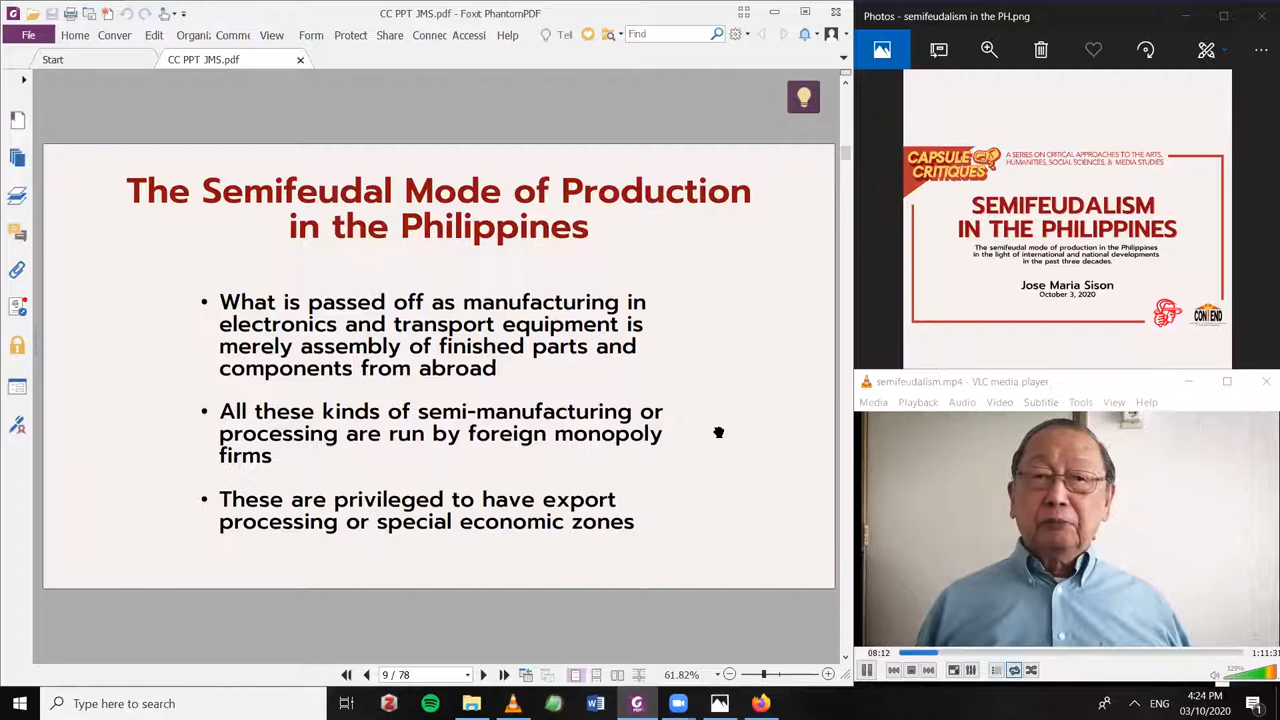 CC PPT JMS.pdf - Foxit PhantomPDF
File Home Conver Edit Organi Comme View Form Protect Share Connec Accessi Help Tell Find
Start
CC PPT JMS.pdf
The Semifeudal Mode of Production
in the Philippines
• What is passed off as manufacturing in
electronics and transport equipment is
merely assembly of finished parts and
components from abroad
• All these kinds of semi-manufacturing or
processing are run by foreign monopoly
firms
• These are privileged to have export
processing or special economic zones
9 / 78
61.82%
Photos - semifeudalism in the PH.png
CAPSULE
CRITIQUES
A SERIES ON CRITICAL APPROACHES TO THE ARTS,
HUMANITIES, SOCIAL SCIENCES, & MEDIA STUDIES
SEMIFEUDALISM
IN THE PHILIPPINES
The semifeudal mode of production in the Philippines
in the light of international and national developments
in the past three decades.
Jose Maria Sison
October 3, 2020
CONTEND
semifeudalism.mp4 - VLC media player
Media Playback Audio Video Subtitle Tools View Help
08:12
1:11:31
123%
Type here to search
ENG
4:24 PM
03/10/2020